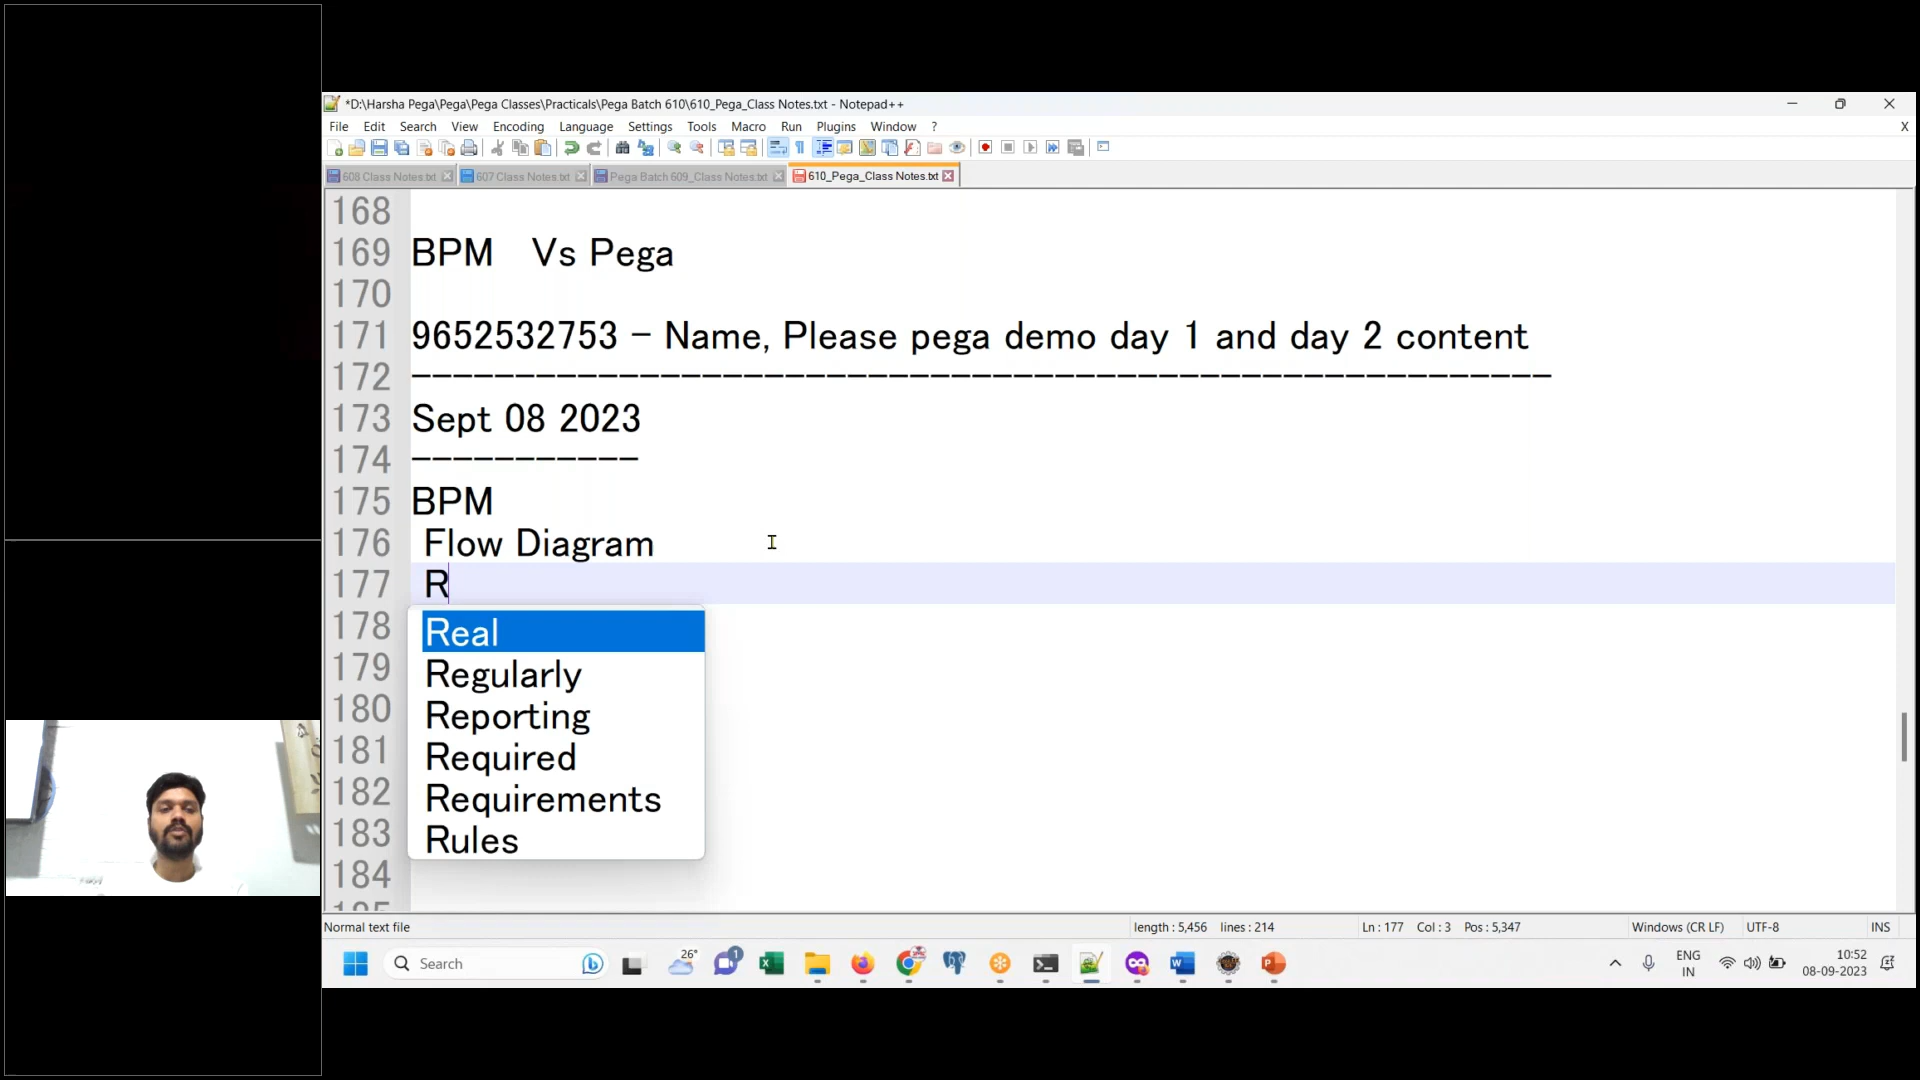 *D:\Harsha Pega\Pega\Pega Classes\Practicals\Pega Batch 610\610_Pega_Class Notes.txt - Notepad++
File Edit Search View Encoding Language Settings Tools Macro Run Plugins Window ? X
608 Class Notes.txt 607 Class Notes.txt Pega Batch 609_Class Notes.txt 610_Pega_Class Notes.txt
168
169 BPM Vs Pega
170
171 9652532753 - Name, Please pega demo day 1 and day 2 content
172 --------------------------------------------------------
173 Sept 08 2023
174 -----------
175 BPM
176 Flow Diagram
177 R
178 Real
179 Regularly
180 Reporting
181 Required
182 Requirements
183 Rules
184
185
Normal text file length : 5,456 lines : 214 Ln : 177 Col : 3 Pos : 5,347 Windows (CR LF) UTF-8 INS
Search 26° 1 ENG IN 10:52 08-09-2023